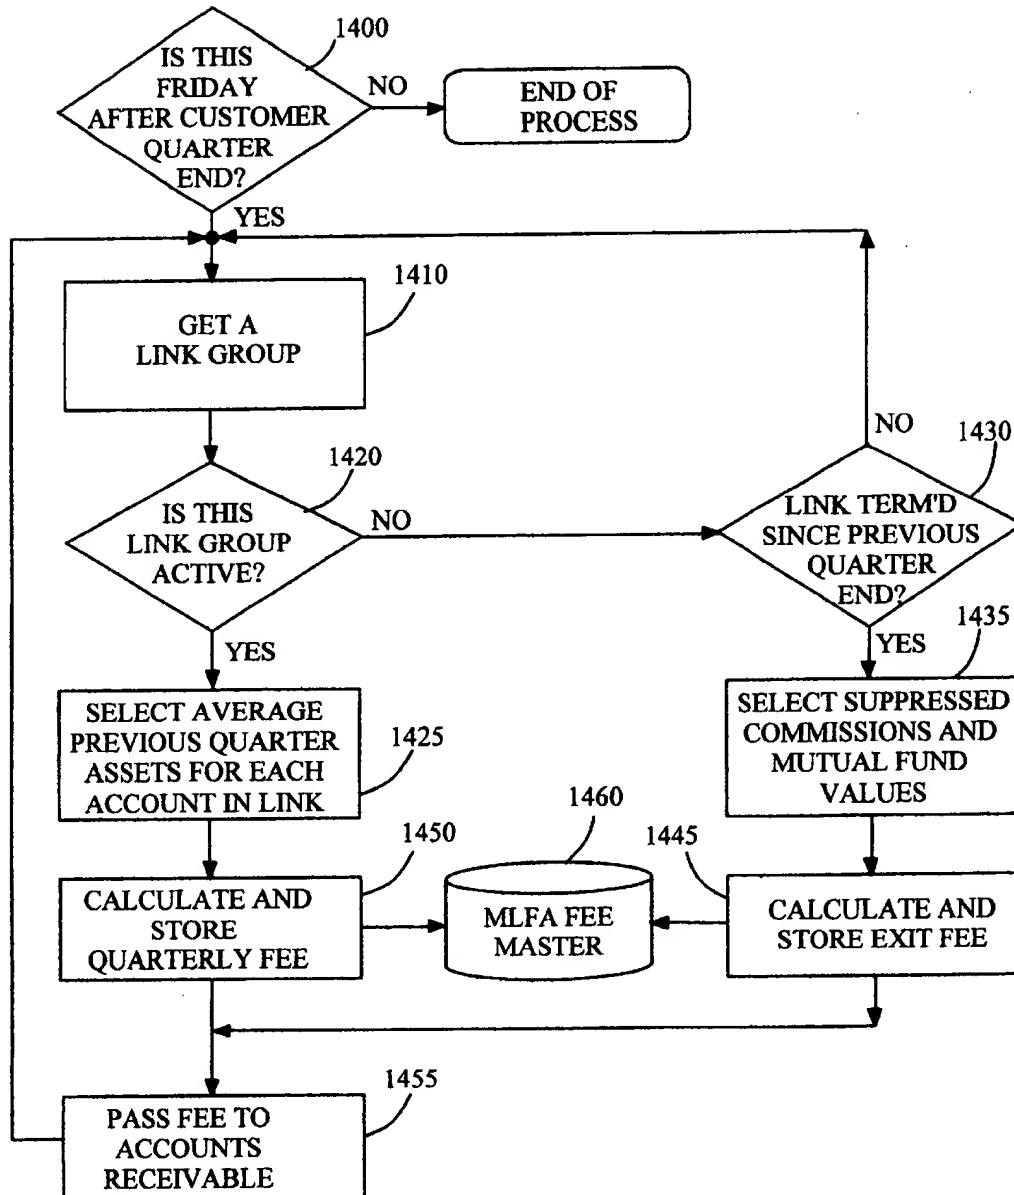 1400
IS THIS
FRIDAY
AFTER CUSTOMER
QUARTER
END?
NO
END OF
PROCESS
YES
1410
GET A
LINK GROUP
1420
IS THIS
LINK GROUP
ACTIVE?
NO
NO
1430
LINK TERM'D
SINCE PREVIOUS
QUARTER
END?
YES
YES
1435
SELECT AVERAGE
PREVIOUS QUARTER
ASSETS FOR EACH
ACCOUNT IN LINK
1425
SELECT SUPPRESSED
COMMISSIONS AND
MUTUAL FUND
VALUES
1450
CALCULATE AND
STORE
QUARTERLY FEE
1460
MLFA FEE
MASTER
1445
CALCULATE AND
STORE EXIT FEE
1455
PASS FEE TO
ACCOUNTS
RECEIVABLE